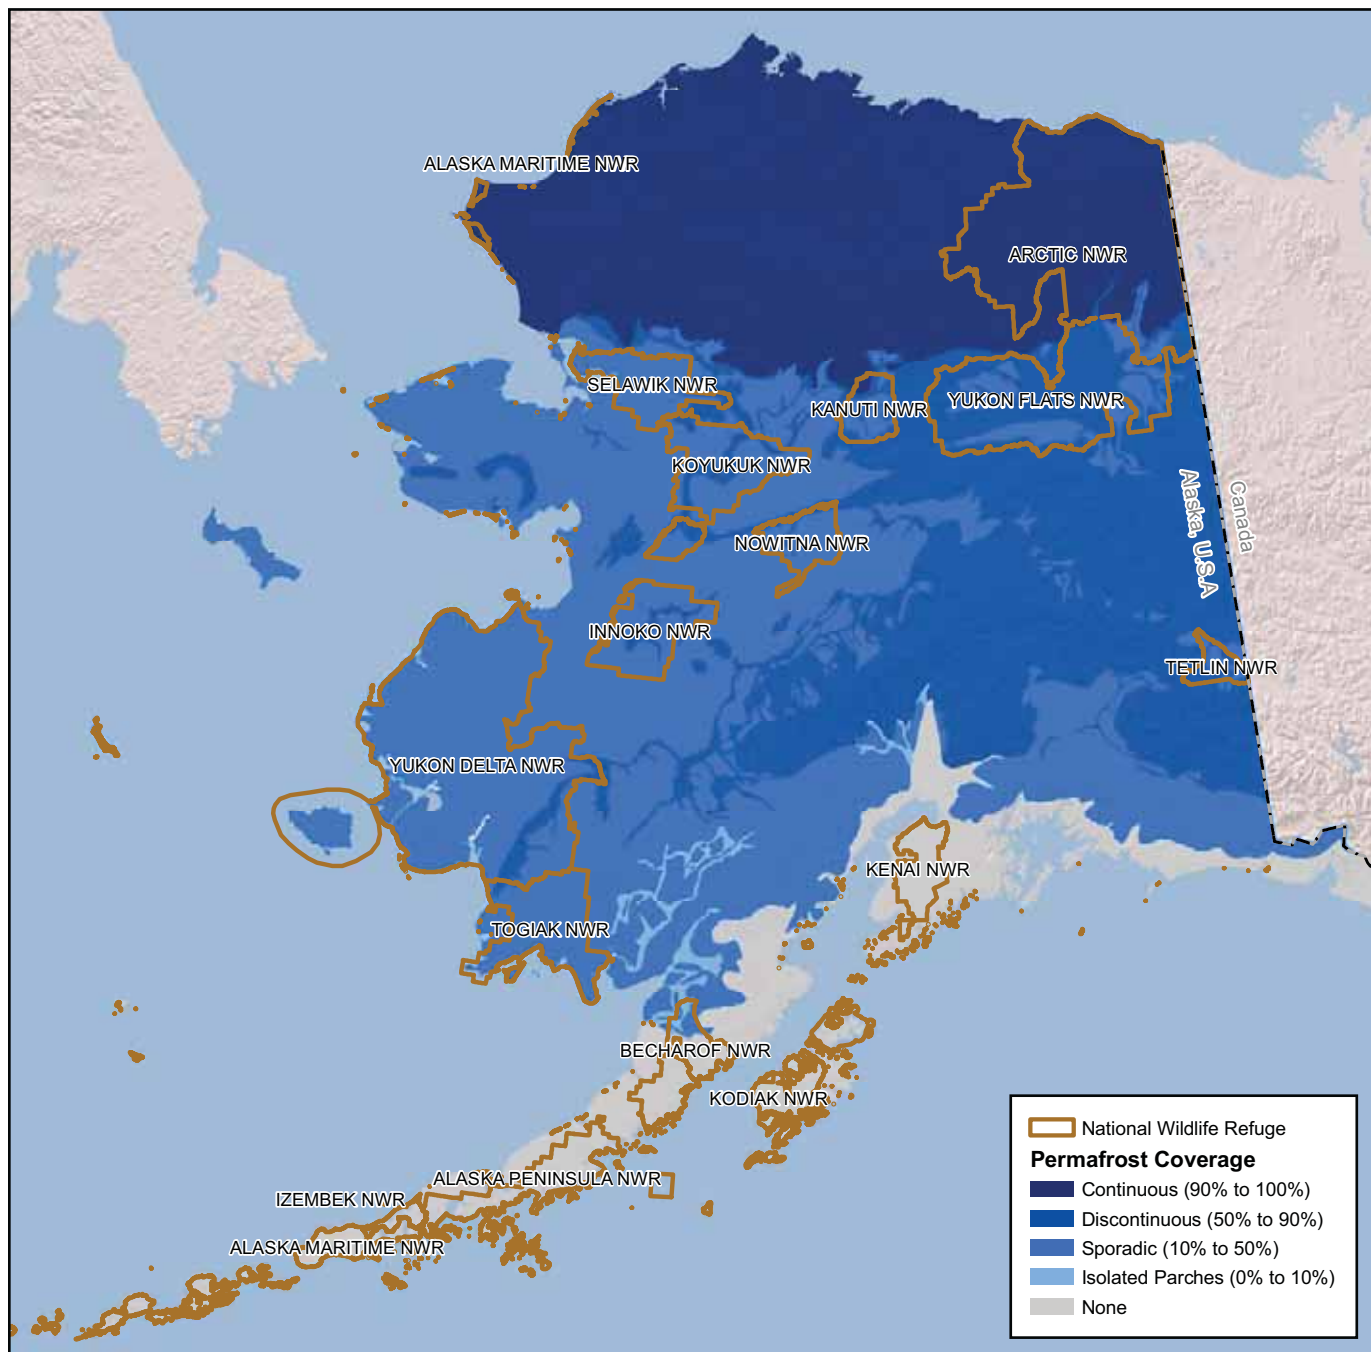 ALASKA MARITIME NWR
ARCTIC NWR
SELAWIK NWR
KANUTI NWR
YUKON FLATS NWR
KOYUKUK NWR
NOWITNA NWR
Alaska, U.S.A
Canada
INNOKO NWR
TETLIN NWR
YUKON DELTA NWR
KENAI NWR
TOGIAK NWR
BECHAROF NWR
KODIAK NWR
ALASKA PENINSULA NWR
IZEMBEK NWR
ALASKA MARITIME NWR
National Wildlife Refuge
Permafrost Coverage
Continuous (90% to 100%)
Discontinuous (50% to 90%)
Sporadic (10% to 50%)
Isolated Parches (0% to 10%)
None